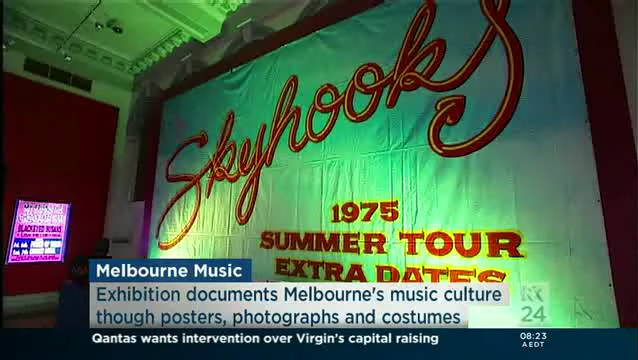 Skyhooks
1975
SUMMER TOUR
EXTRA DATES
Melbourne Music
Exhibition documents Melbourne's music culture
though posters, photographs and costumes
24
08:23
AEDT
Qantas wants intervention over Virgin's capital raising